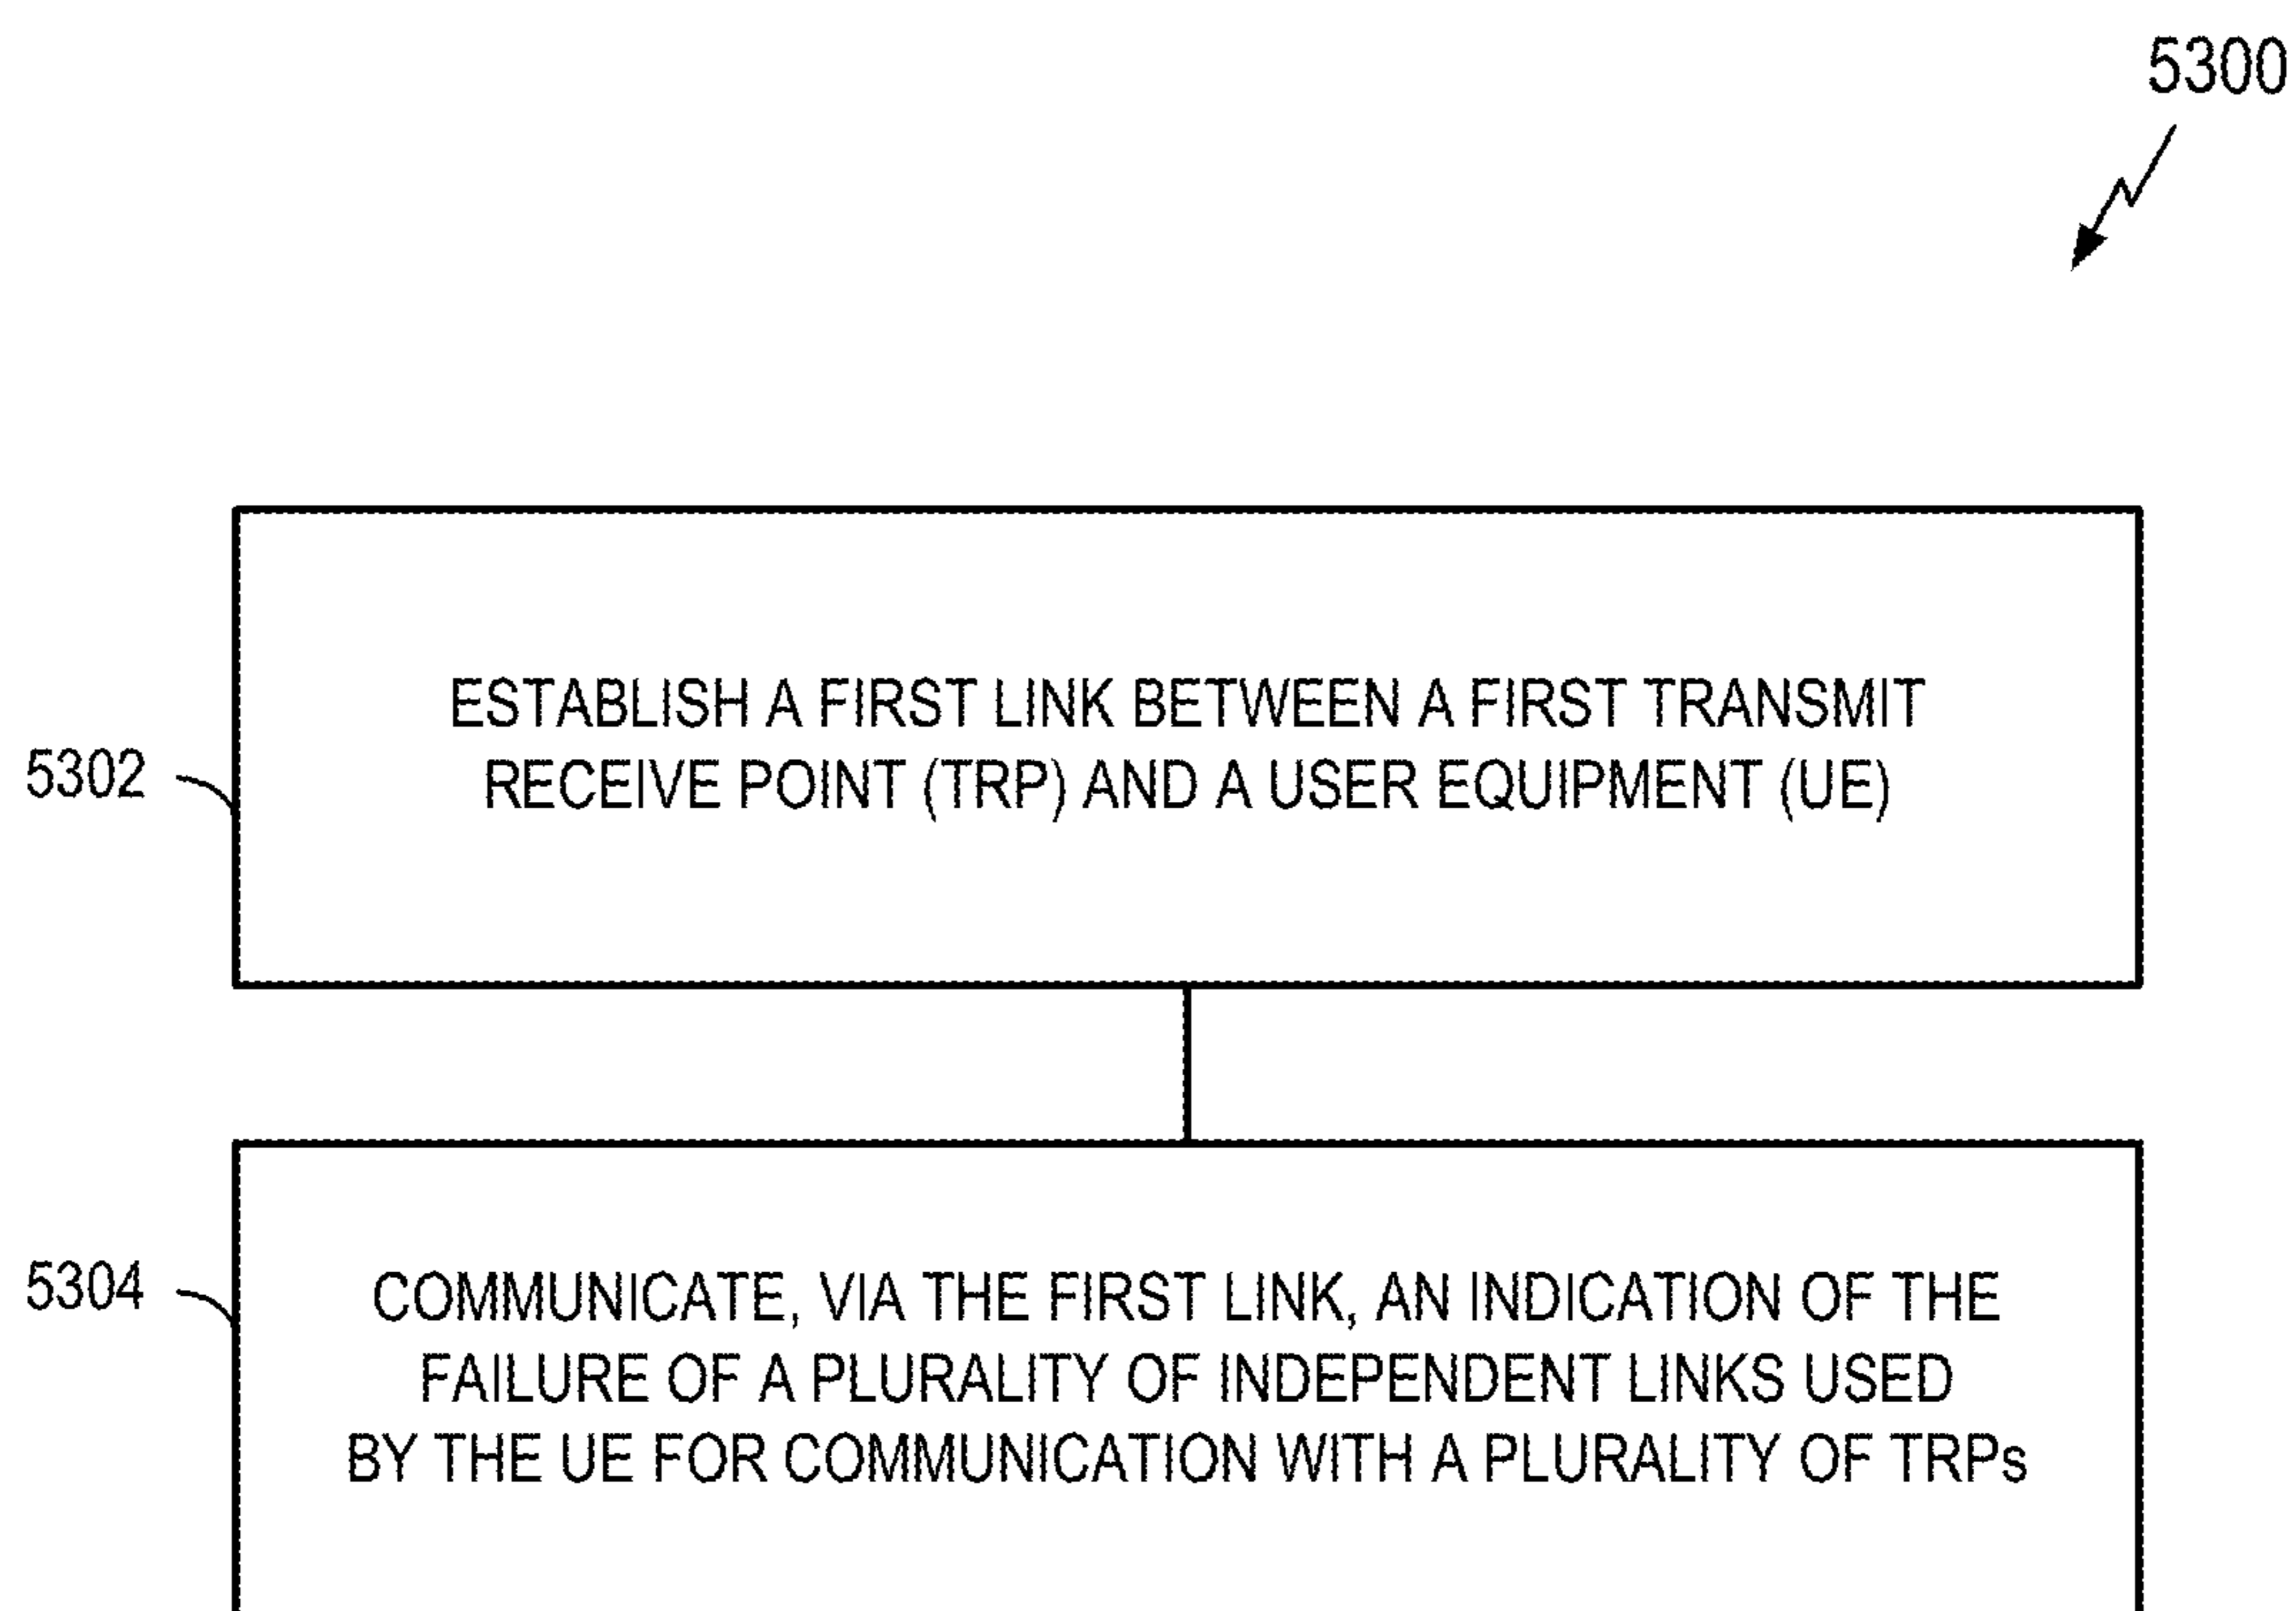 5300
5302
ESTABLISH A FIRST LINK BETWEEN A FIRST TRANSMIT
RECEIVE POINT (TRP) AND A USER EQUIPMENT (UE)
5304
COMMUNICATE, VIA THE FIRST LINK, AN INDICATION OF THE
FAILURE OF A PLURALITY OF INDEPENDENT LINKS USED
BY THE UE FOR COMMUNICATION WITH A PLURALITY OF TRPs